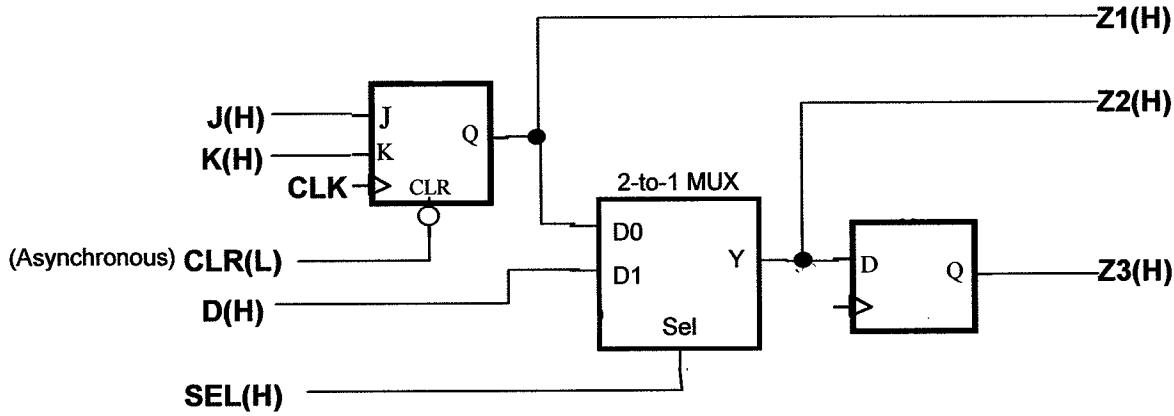 Z1(H)
Z2(H)
J(H)
J
Q
K(H)
K
CLK
CLR
2-to-1 MUX
D0
(Asynchronous) CLR(L)
D1
Y
D
Q
Z3(H)
D(H)
Sel
SEL(H)